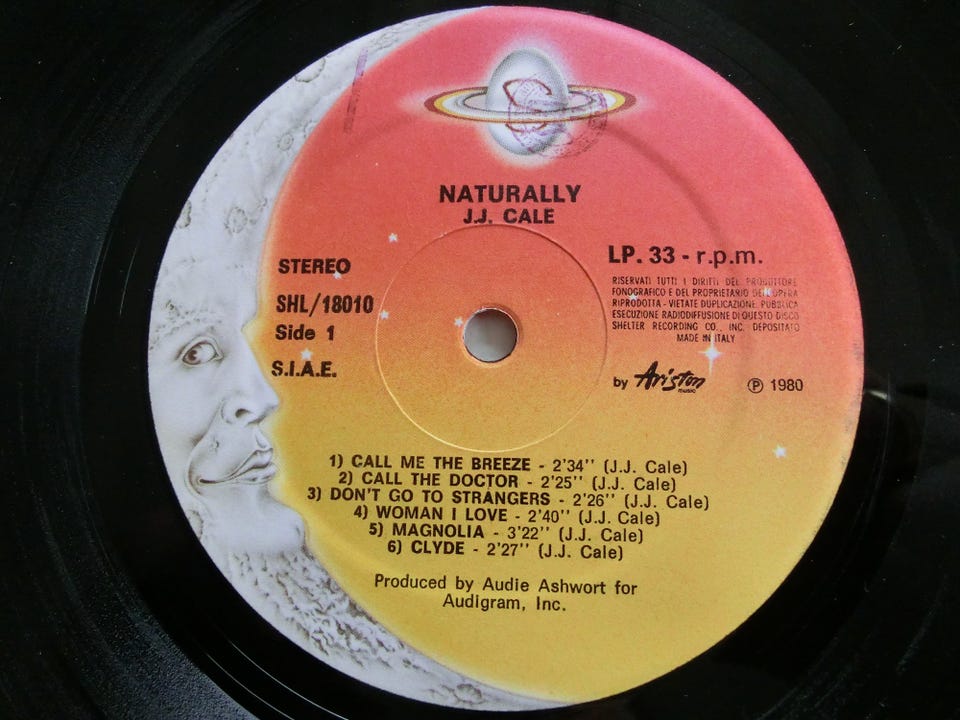 NATURALLY
J.J. CALE
STEREO
SHL/18010
Side 1
S.I.A.E.
LP. 33 - r.p.m.
RISERVATI TUTTI I DIRITTI DEL PRODUTTORE
FONOGRAFICO E DEL PROPRIETARIO DELL'OPERA
RIPRODOTTA - VIETATE DUPLICAZIONE PUBBLICA
ESECUZIONE RADIODIFFUSIONE DI QUESTO DISCO
SHELTER RECORDING CO., INC. DEPOSITATO
MADE IN ITALY
by Ariston
music
℗ 1980
1) CALL ME THE BREEZE - 2'34'' (J.J. Cale)
2) CALL THE DOCTOR - 2'25'' (J.J. Cale)
3) DON'T GO TO STRANGERS - 2'26'' (J.J. Cale)
4) WOMAN I LOVE - 2'40'' (J.J. Cale)
5) MAGNOLIA - 3'22'' (J.J. Cale)
6) CLYDE - 2'27'' (J.J. Cale)
Produced by Audie Ashwort for
Audigram, Inc.